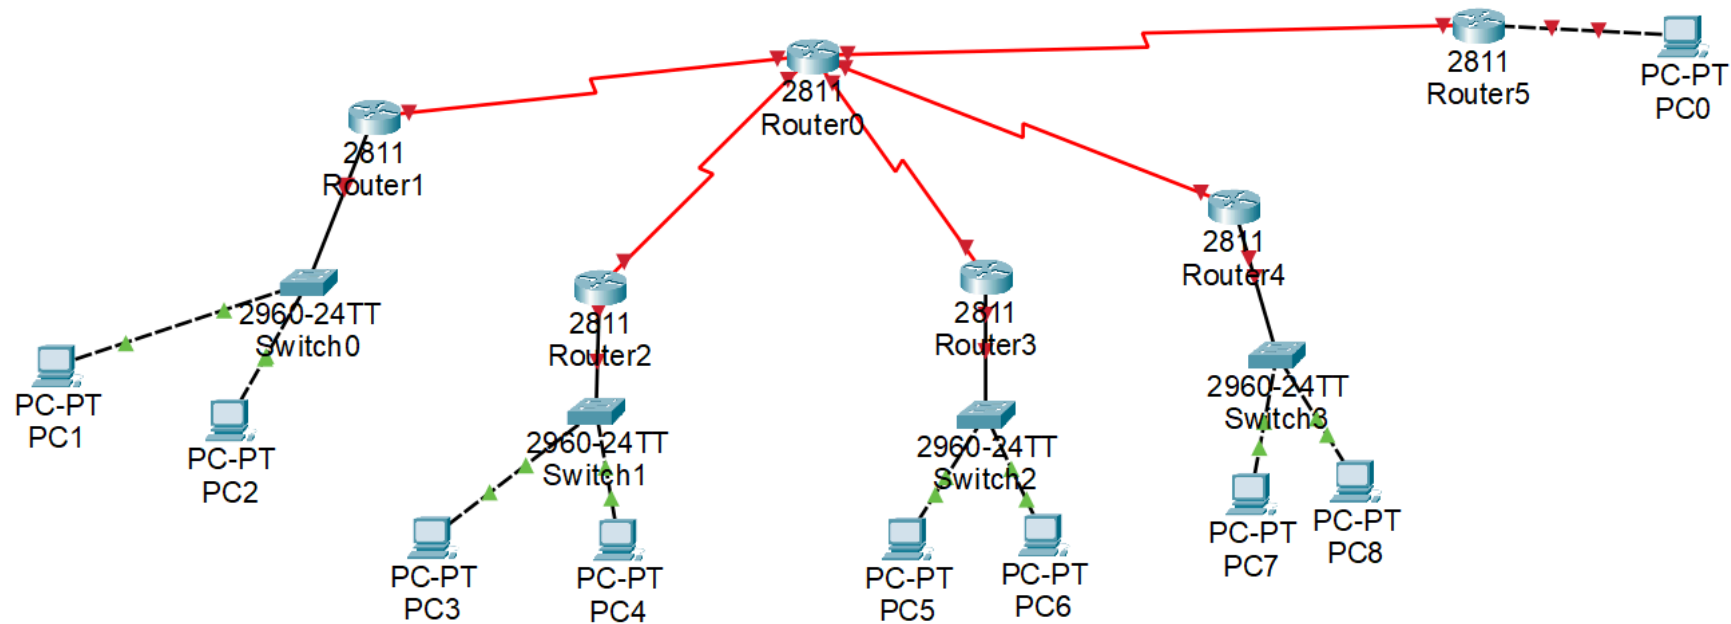 2811
Router0
2811
Router5
PC-PT
PC0
2811
Router1
2811
Router4
2960-24TT
Switch0
2811
Router2
2811
Router3
PC-PT
PC1
PC-PT
PC2
2960-24TT
Switch1
2960-24TT
Switch2
2960-24TT
Switch3
PC-PT
PC3
PC-PT
PC4
PC-PT
PC5
PC-PT
PC6
PC-PT
PC7
PC-PT
PC8